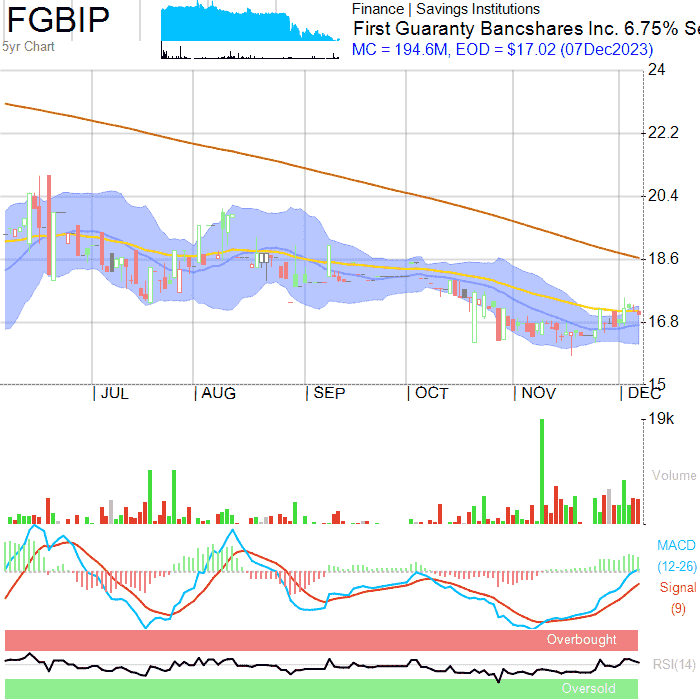 FGBIP
5yr Chart
Finance | Savings Institutions
First Guaranty Bancshares Inc. 6.75% Se
MC = 194.6M, EOD = $17.02 (07Dec2023)
24
22.2
20.4
18.6
16.8
15
JUL AUG SEP OCT NOV DEC
19k
Volume
MACD
(12-26)
Signal
(9)
Overbought
RSI(14)
Oversold